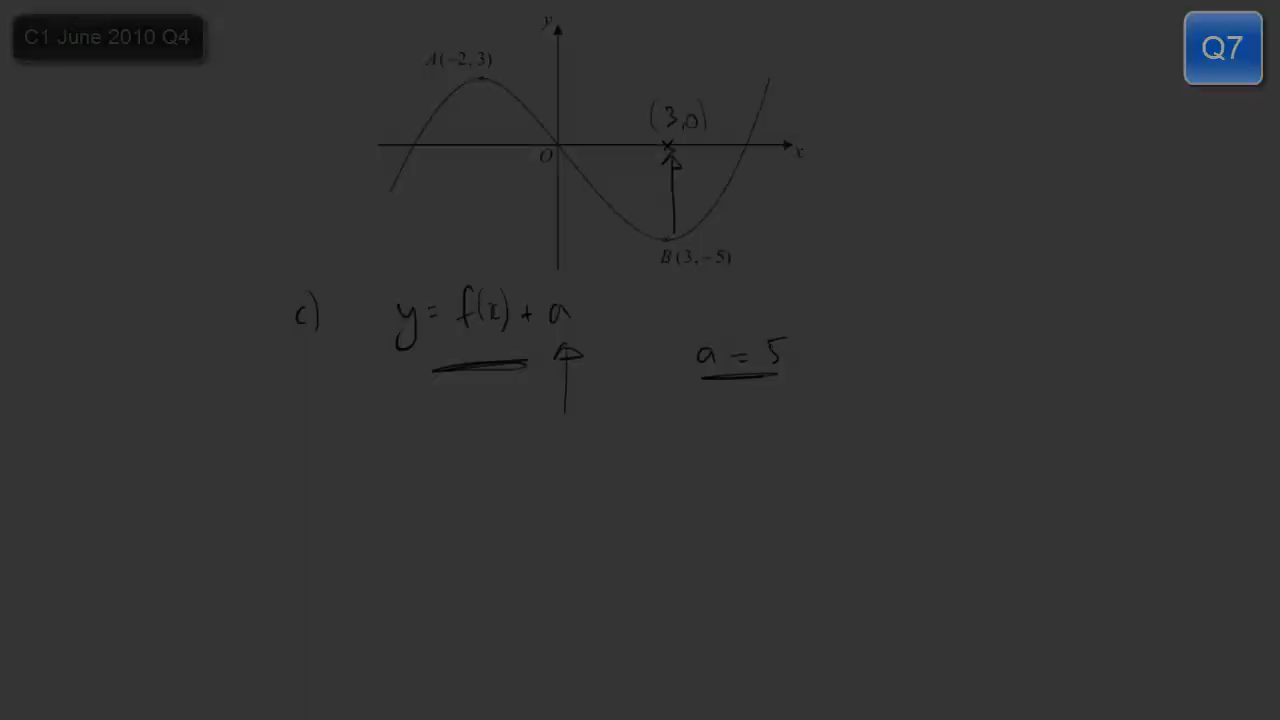 C1 June 2010 Q4
Q7
y
A(−2, 3)
(3,0)
O
x
B(3, −5)
c) y = f(x) + a
a = 5